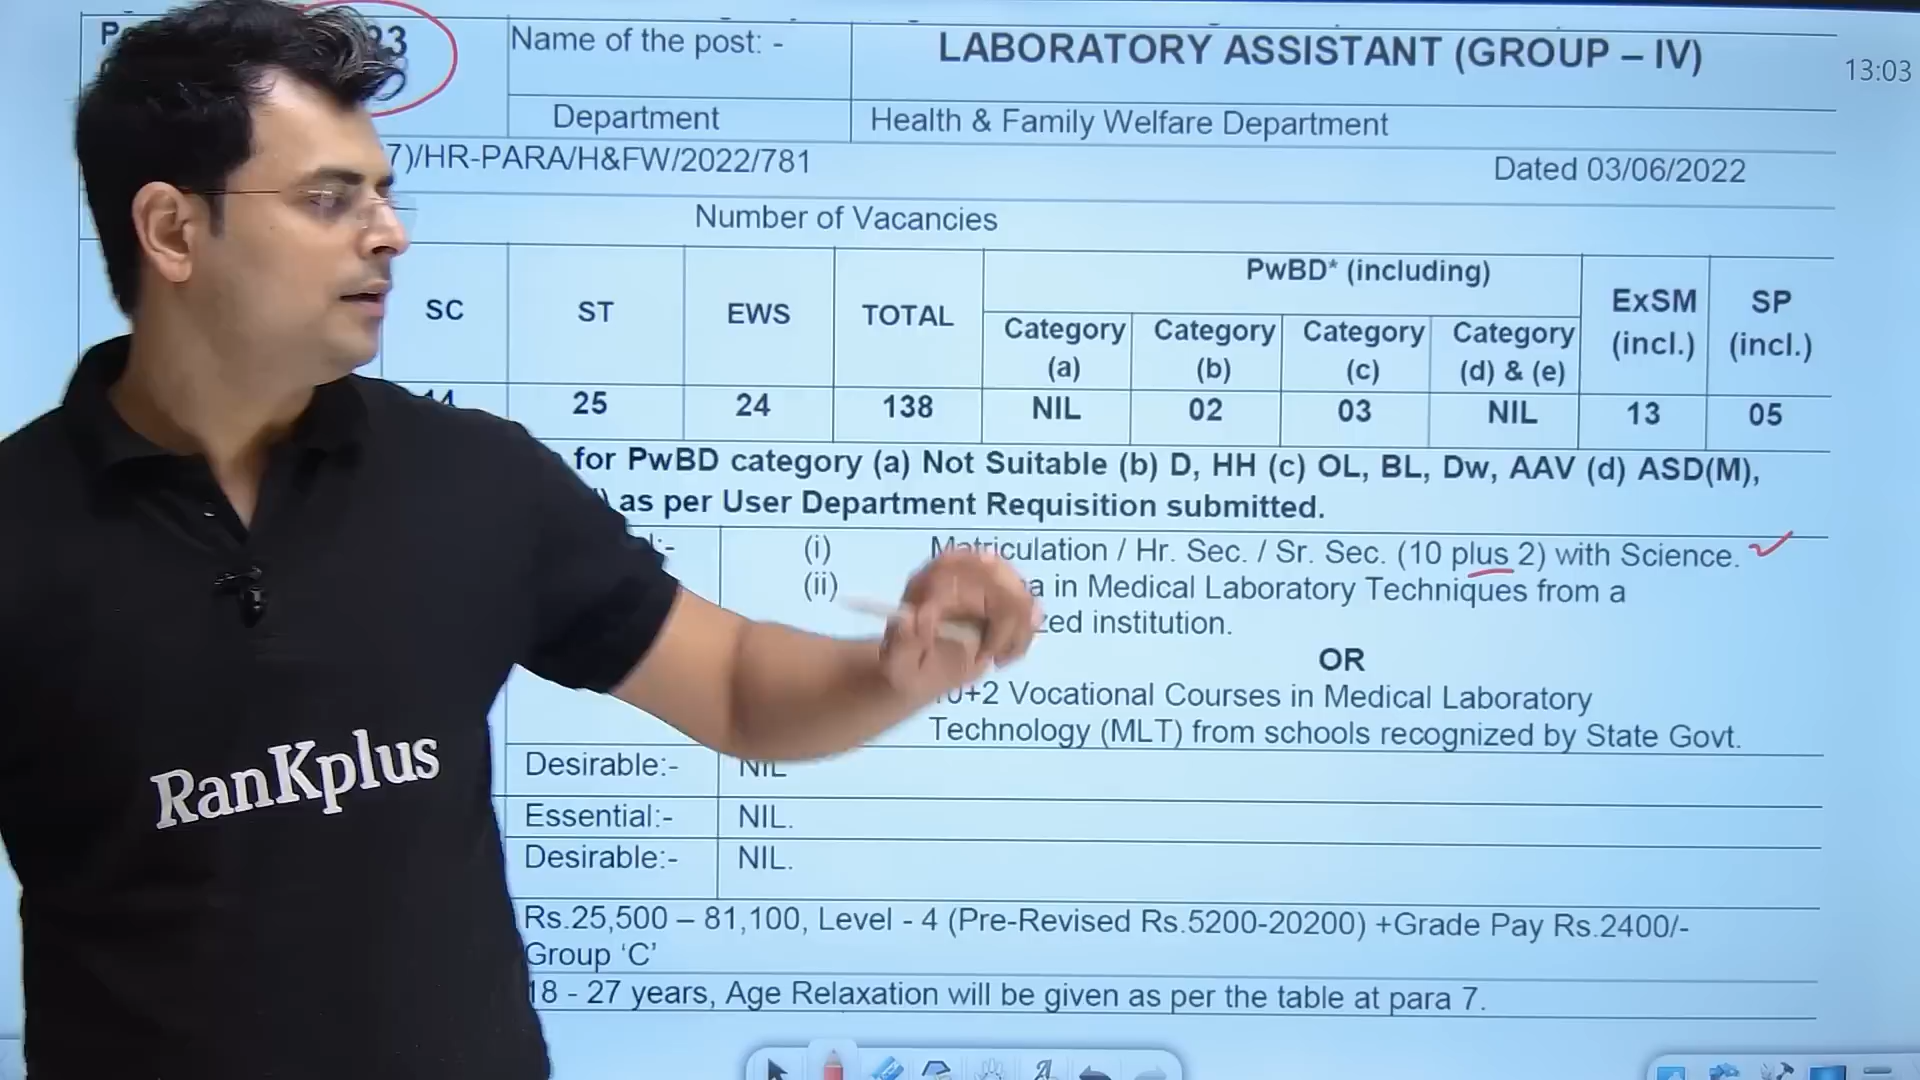 Name of the post: -
LABORATORY ASSISTANT (GROUP – IV)
13:03
Department
Health & Family Welfare Department
7)/HR-PARA/H&FW/2022/781
Dated 03/06/2022
Number of Vacancies
SC
ST
EWS
TOTAL
PwBD* (including)
ExSM
(incl.)
SP
(incl.)
Category
(a)
Category
(b)
Category
(c)
Category
(d) & (e)
25
24
138
NIL
02
03
NIL
13
05
for PwBD category (a) Not Suitable (b) D, HH (c) OL, BL, Dw, AAV (d) ASD(M),
as per User Department Requisition submitted.
(i) Matriculation / Hr. Sec. / Sr. Sec. (10 plus 2) with Science.
(ii) in Medical Laboratory Techniques from a
institution.
OR
10+2 Vocational Courses in Medical Laboratory
Technology (MLT) from schools recognized by State Govt.
Desirable:- NIL
Essential:- NIL.
Desirable:- NIL.
Rs.25,500 – 81,100, Level - 4 (Pre-Revised Rs.5200-20200) +Grade Pay Rs.2400/-
Group ‘C’
18 - 27 years, Age Relaxation will be given as per the table at para 7.
RanKplus